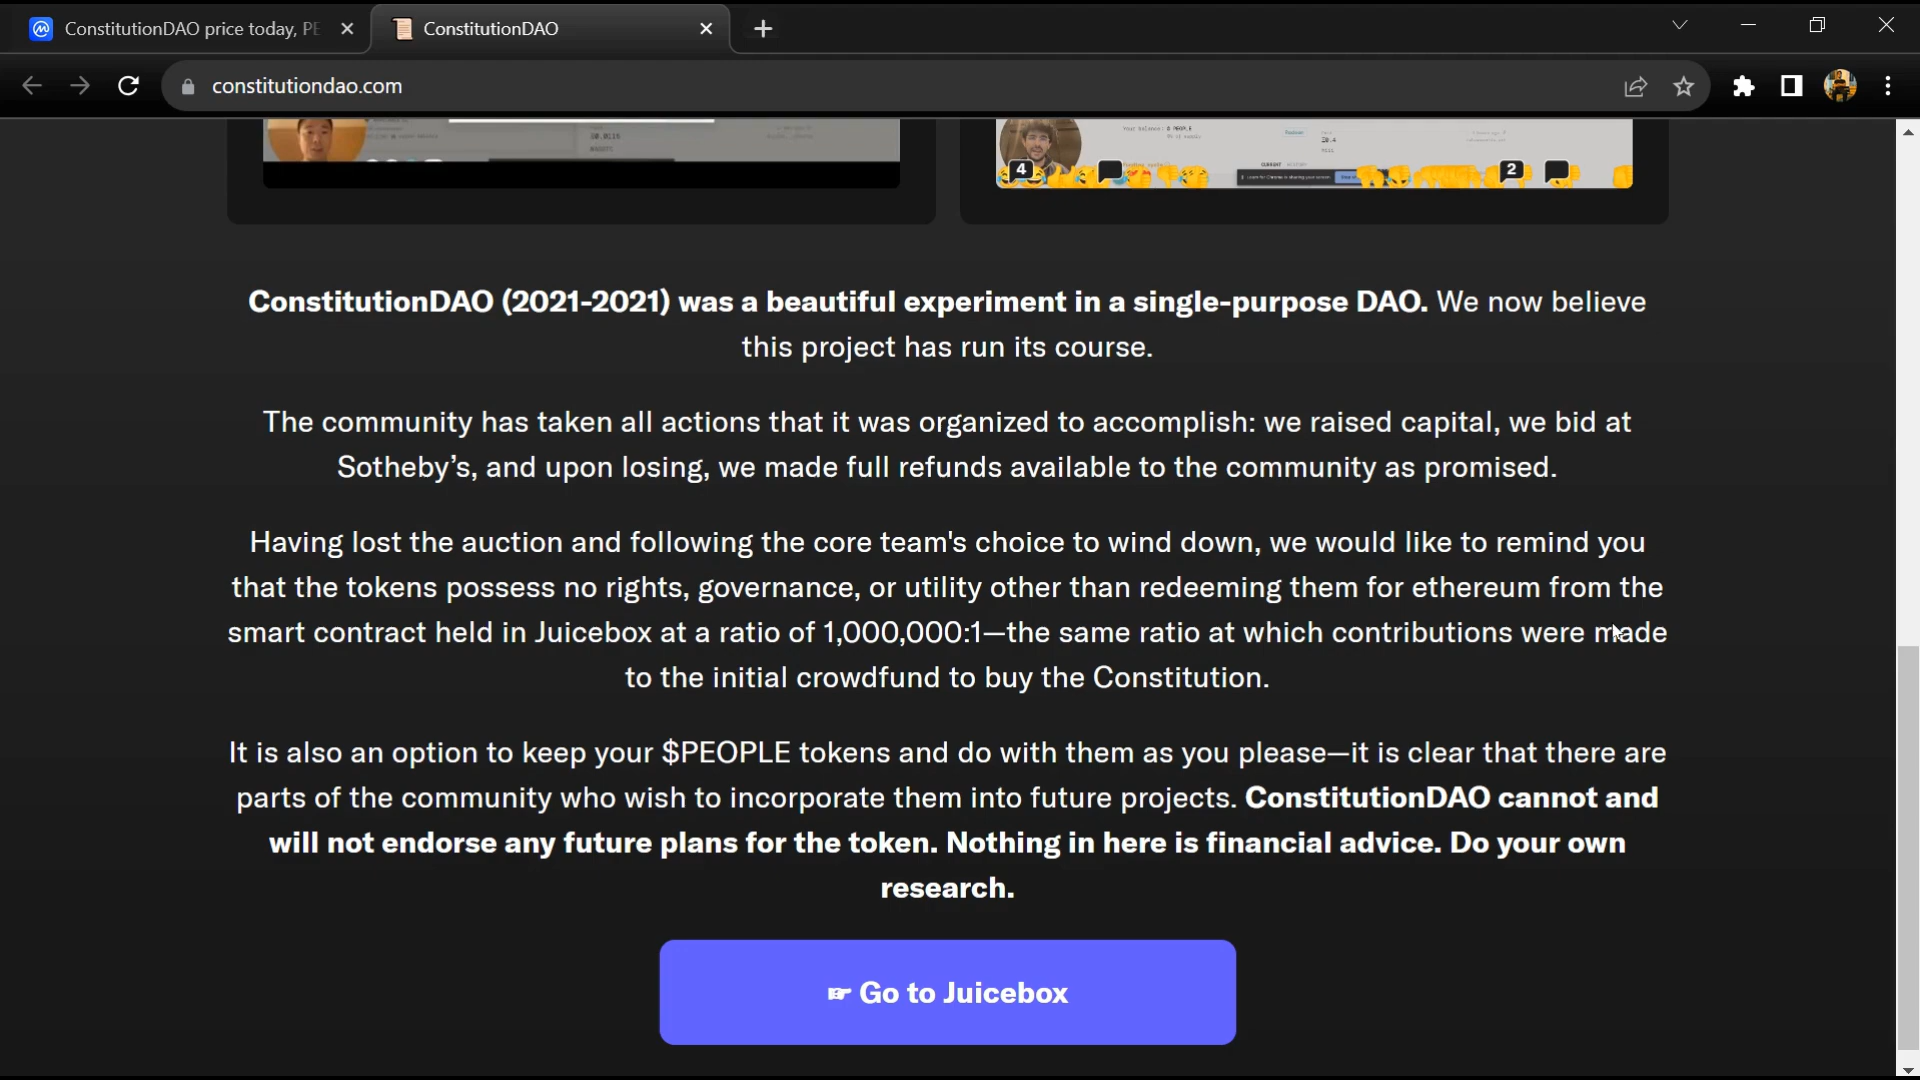 ConstitutionDAO price today, PE
ConstitutionDAO
constitutiondao.com
Your balance: 0 PEOPLE
4
2
CURRENT HISTORY
ConstitutionDAO (2021-2021) was a beautiful experiment in a single-purpose DAO. We now believe
this project has run its course.
The community has taken all actions that it was organized to accomplish: we raised capital, we bid at
Sotheby’s, and upon losing, we made full refunds available to the community as promised.
Having lost the auction and following the core team's choice to wind down, we would like to remind you
that the tokens possess no rights, governance, or utility other than redeeming them for ethereum from the
smart contract held in Juicebox at a ratio of 1,000,000:1—the same ratio at which contributions were made
to the initial crowdfund to buy the Constitution.
It is also an option to keep your $PEOPLE tokens and do with them as you please—it is clear that there are
parts of the community who wish to incorporate them into future projects. ConstitutionDAO cannot and
will not endorse any future plans for the token. Nothing in here is financial advice. Do your own
research.
☛ Go to Juicebox